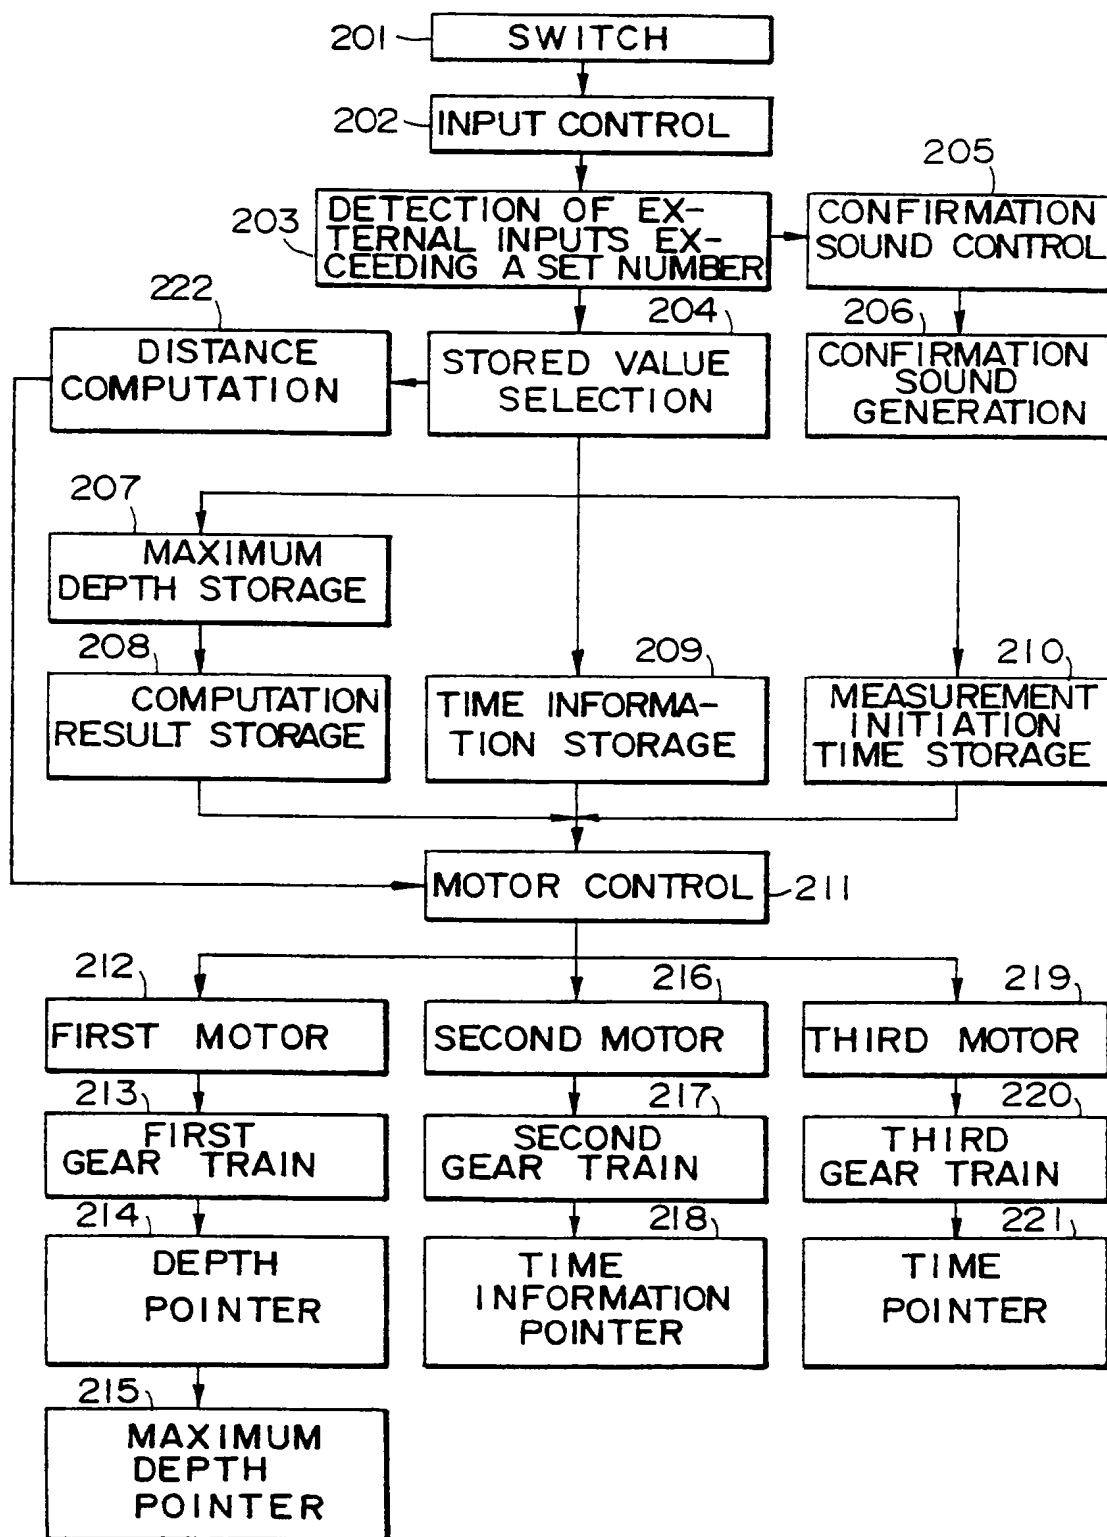 201
SWITCH
202
INPUT CONTROL
203
DETECTION OF EX-
TERNAL INPUTS EX-
CEEDING A SET NUMBER
205
CONFIRMATION
SOUND CONTROL
222
DISTANCE
COMPUTATION
204
STORED VALUE
SELECTION
206
CONFIRMATION
SOUND
GENERATION
207
MAXIMUM
DEPTH STORAGE
208
COMPUTATION
RESULT STORAGE
209
TIME INFORMA-
TION STORAGE
210
MEASUREMENT
INITIATION
TIME STORAGE
MOTOR CONTROL
211
212
FIRST MOTOR
216
SECOND MOTOR
219
THIRD MOTOR
213
FIRST
GEAR TRAIN
217
SECOND
GEAR TRAIN
220
THIRD
GEAR TRAIN
214
DEPTH
POINTER
218
TIME
INFORMATION
POINTER
221
TIME
POINTER
215
MAXIMUM
DEPTH
POINTER